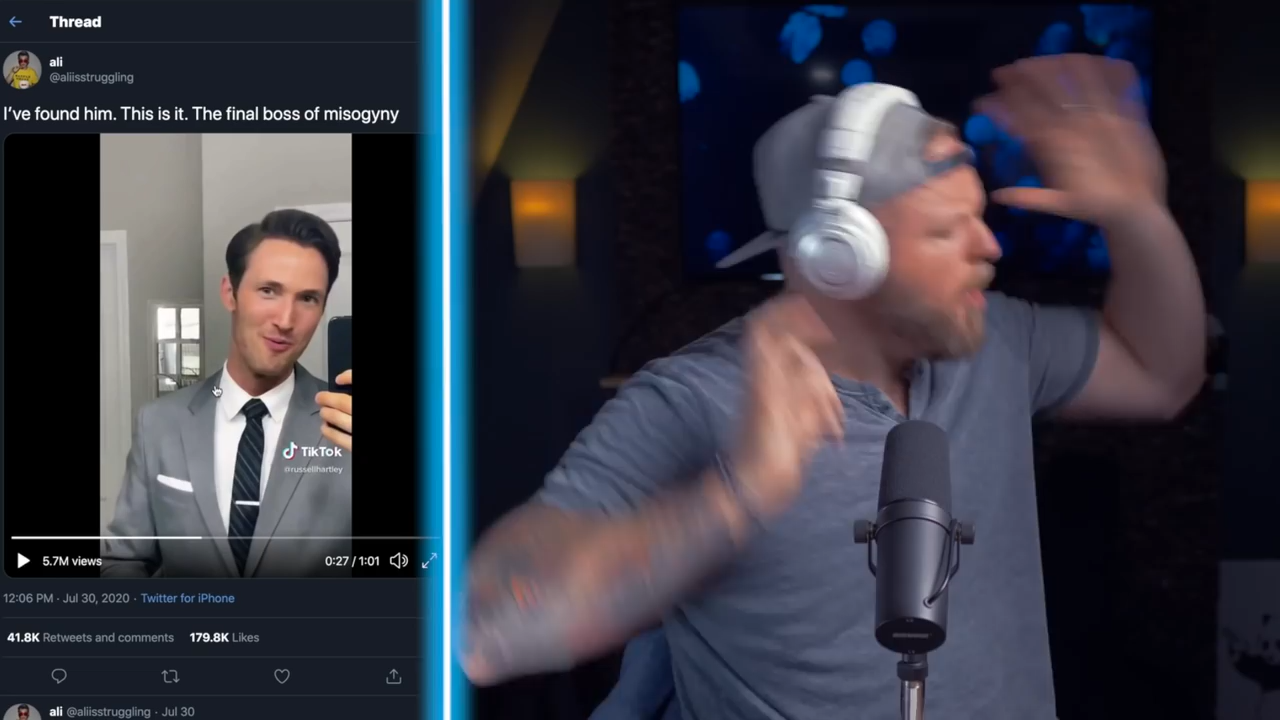 Thread
ali
@aliisstruggling
I've found him. This is it. The final boss of misogyny
TikTok
@russellhartley
5.7M views
0:27 / 1:01
12:06 PM · Jul 30, 2020 · Twitter for iPhone
41.8K Retweets and comments 179.8K Likes
ali @aliisstruggling · Jul 30